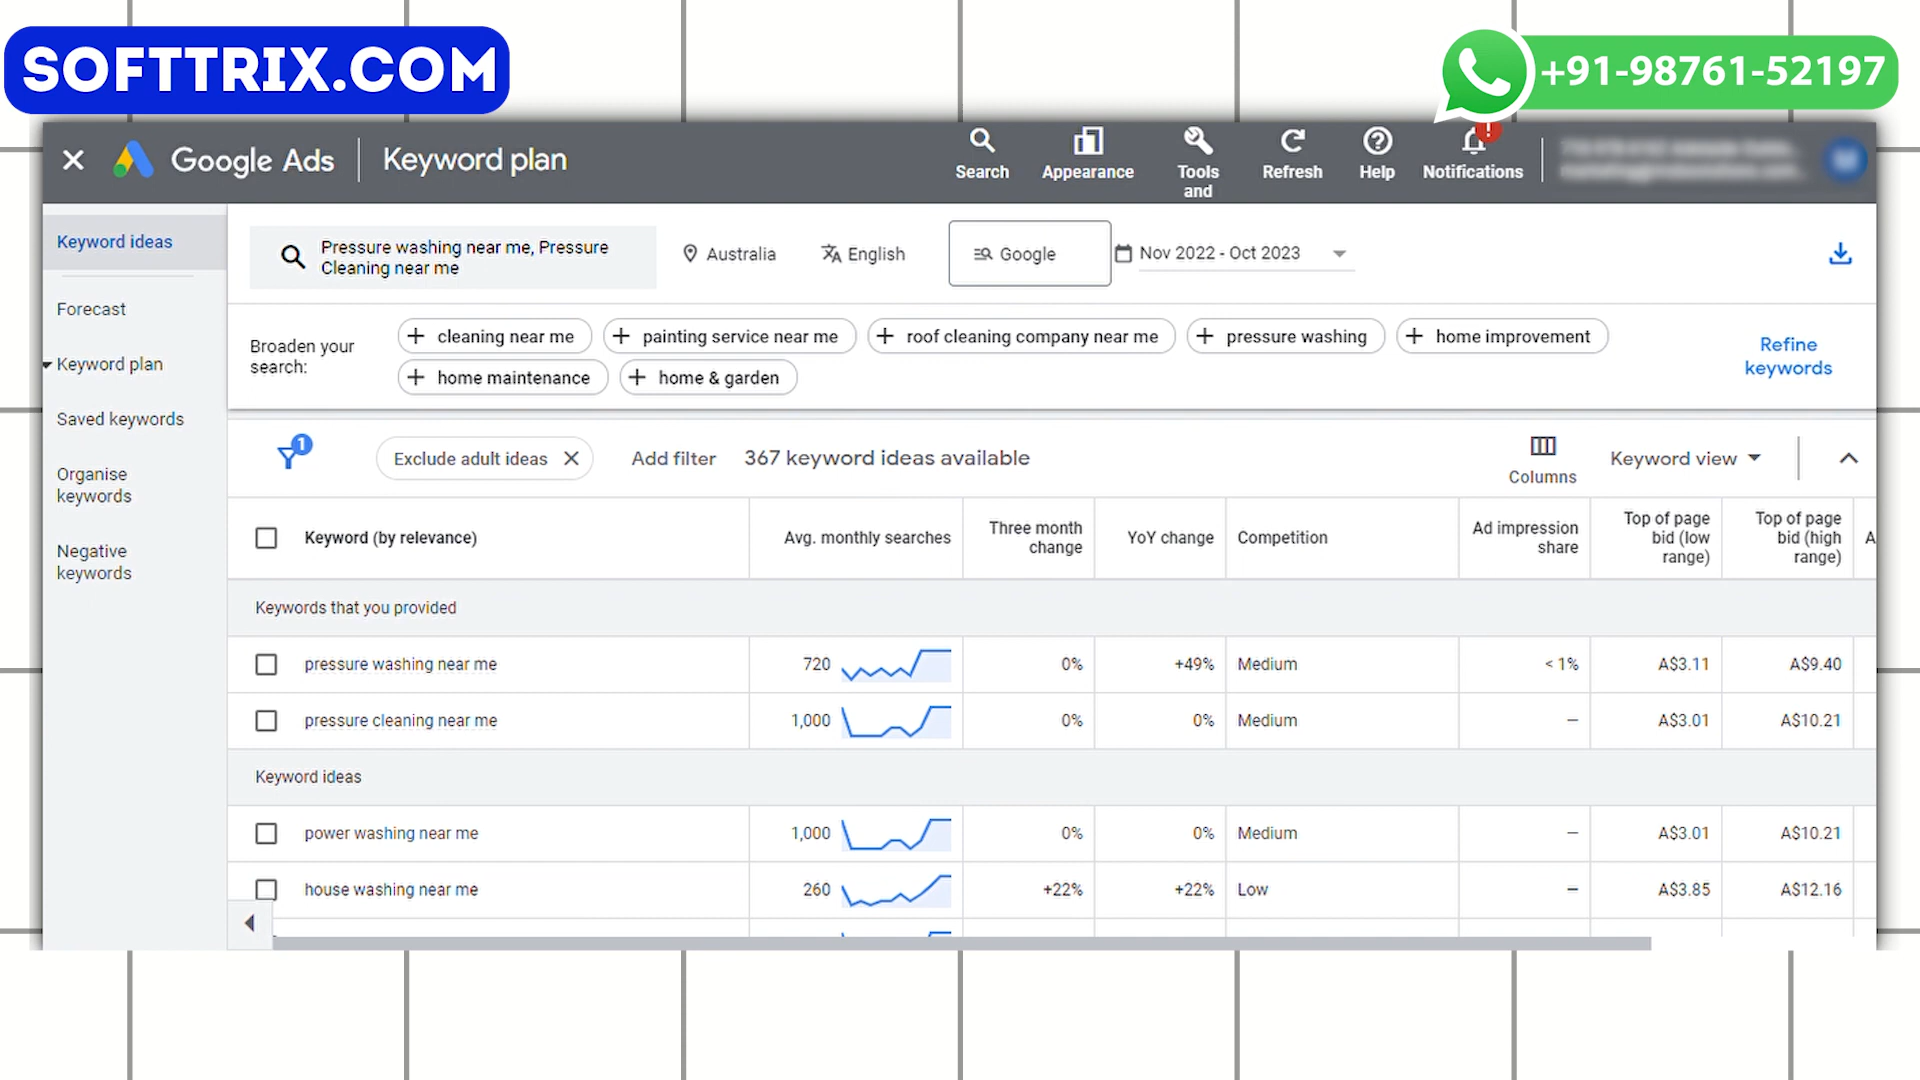 SOFTTRIX.COM
+91-98761-52197
Google Ads
Keyword plan
Search
Appearance
Tools
and
Refresh
Help
Notifications
Keyword ideas
Forecast
Keyword plan
Saved keywords
Organise
keywords
Negative
keywords
Pressure washing near me, Pressure
Cleaning near me
Australia
English
Google
Nov 2022 - Oct 2023
Broaden your
search:
cleaning near me
painting service near me
roof cleaning company near me
pressure washing
home improvement
home maintenance
home & garden
Refine
keywords
1
Exclude adult ideas
Add filter
367 keyword ideas available
Columns
Keyword view
Keyword (by relevance)
Avg. monthly searches
Three month
change
YoY change
Competition
Ad impression
share
Top of page
bid (low
range)
Top of page
bid (high
range)
A
Keywords that you provided
pressure washing near me 720 0% +49% Medium < 1% A$3.11 A$9.40
pressure cleaning near me 1,000 0% 0% Medium – A$3.01 A$10.21
Keyword ideas
power washing near me 1,000 0% 0% Medium – A$3.01 A$10.21
house washing near me 260 +22% +22% Low – A$3.85 A$12.16